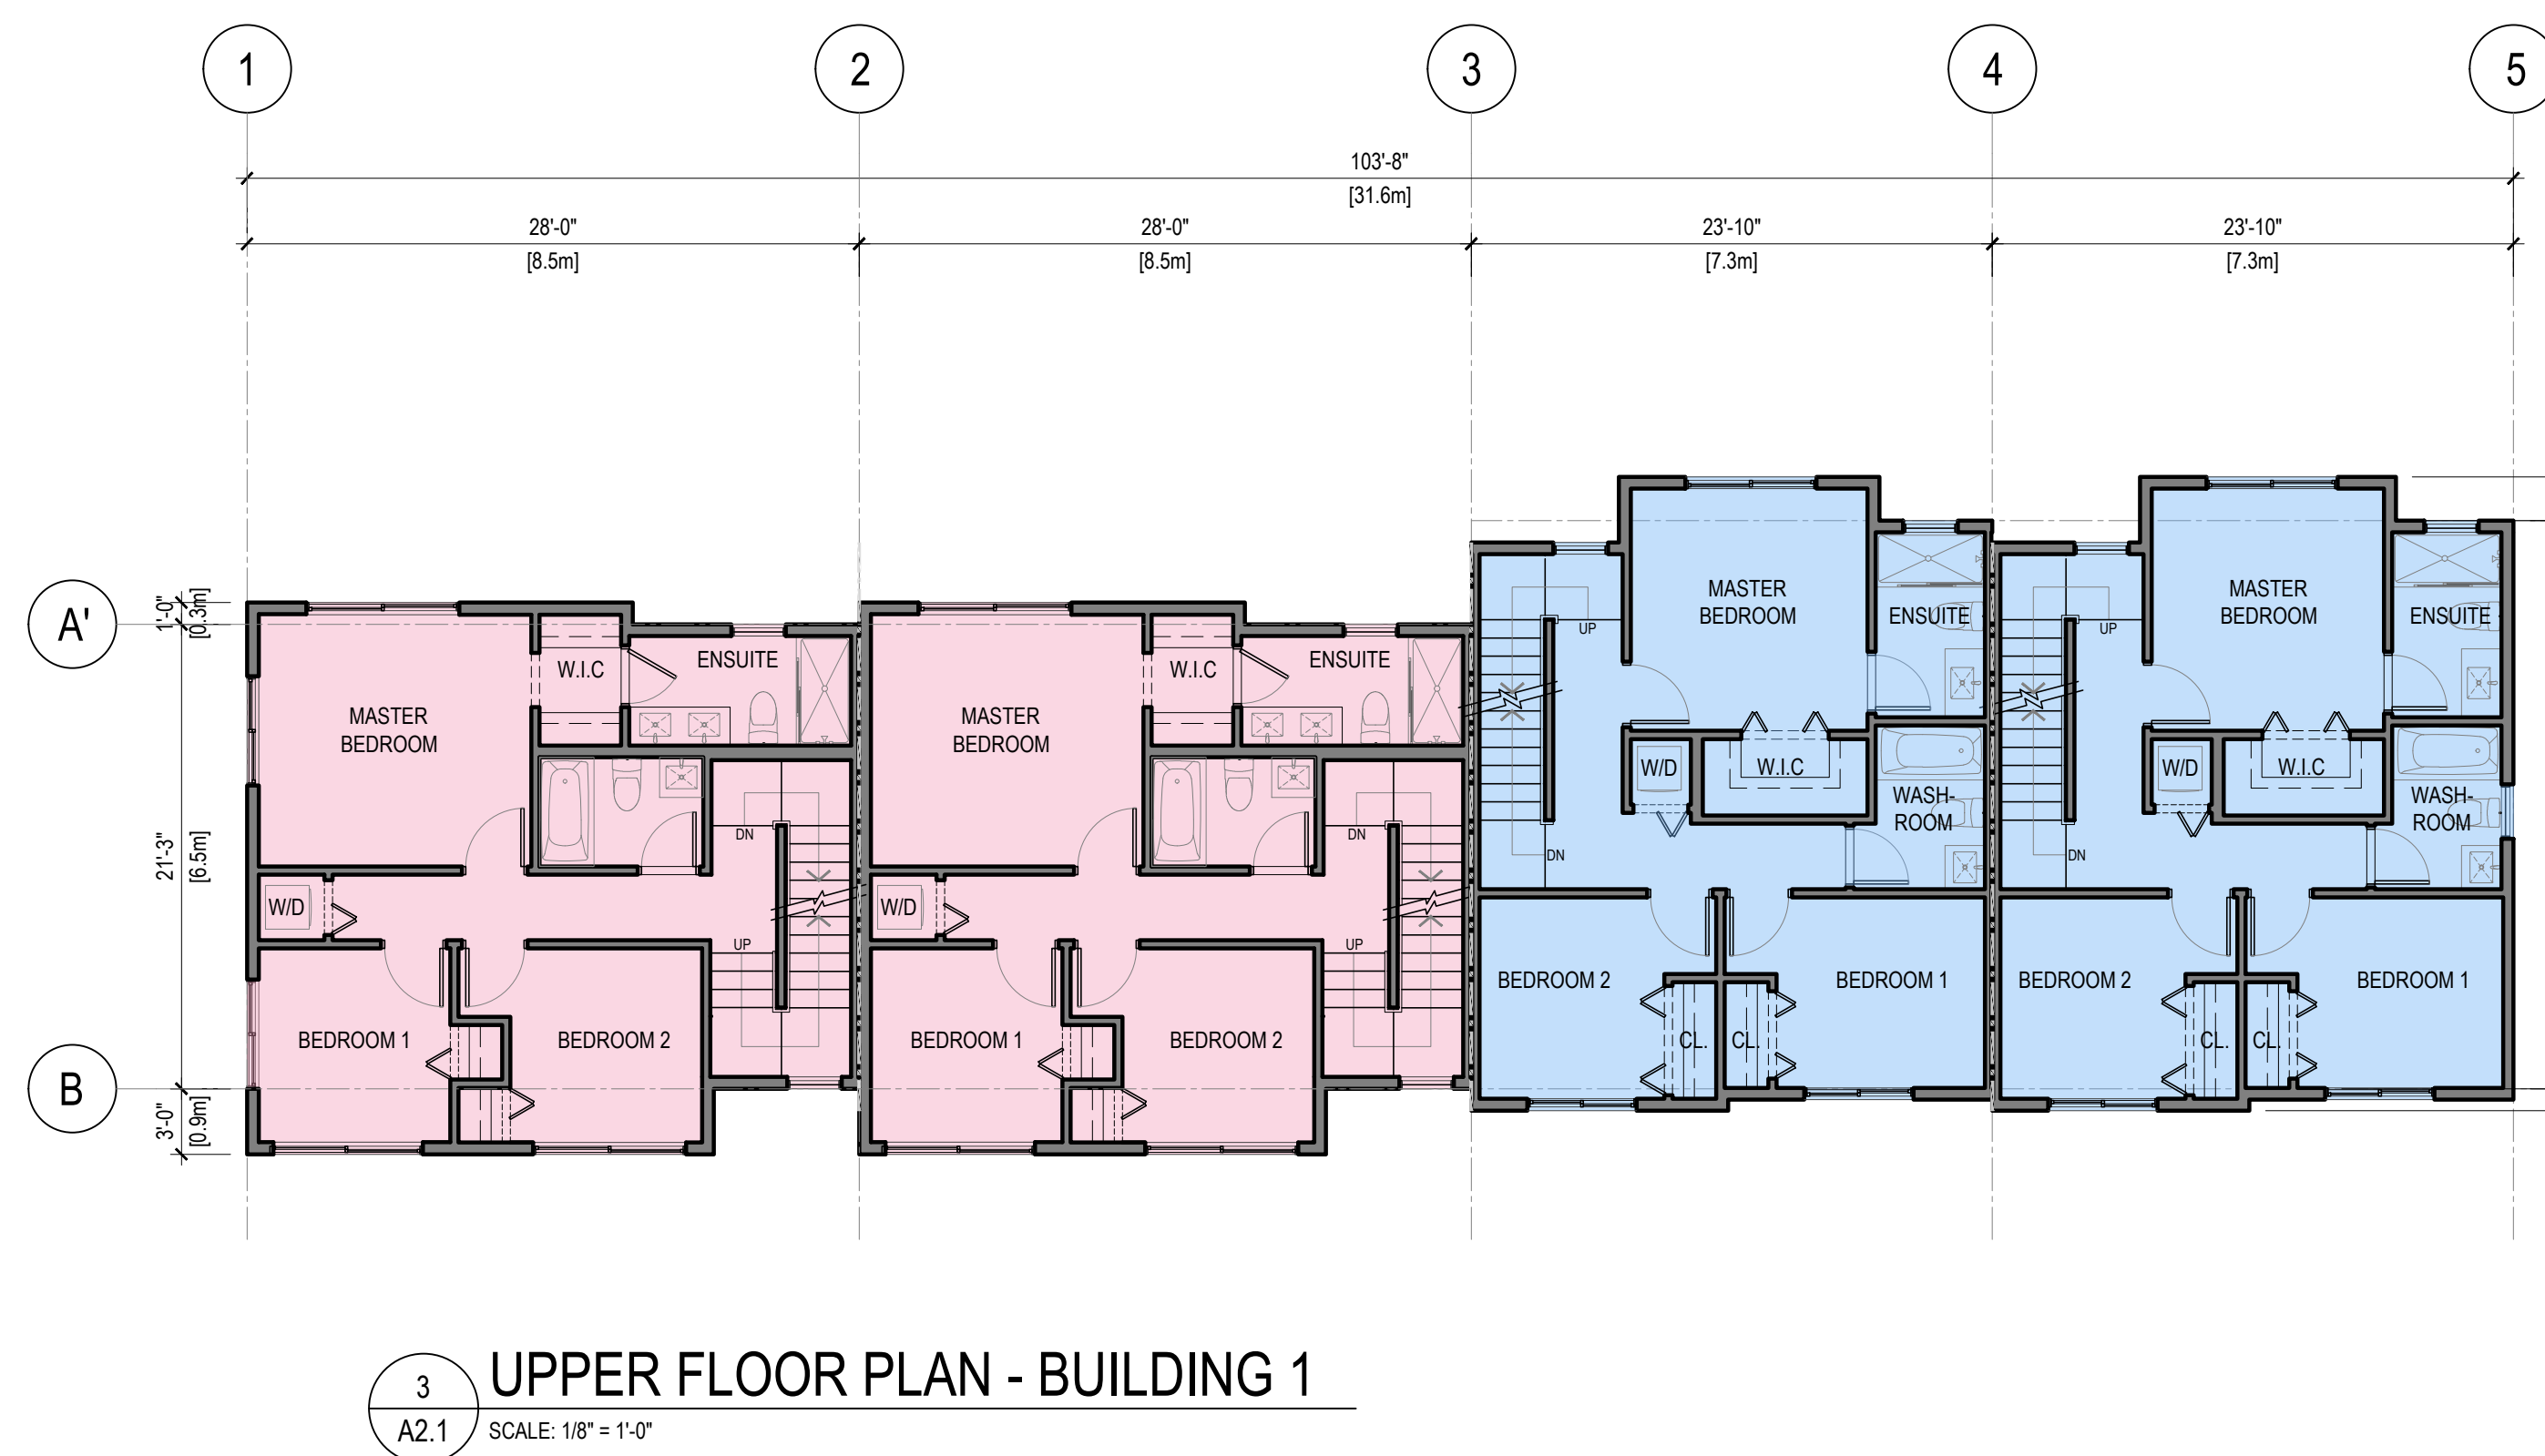 1 2 3 4 5
103'-8"
[31.6m]
28'-0" 28'-0" 23'-10" 23'-10"
[8.5m] [8.5m] [7.3m] [7.3m]
A'
1'-0"
[0.3m]
21'-3"
[6.5m]
B
3'-0"
[0.9m]
MASTER
BEDROOM
W.I.C
ENSUITE
DN
W/D
UP
BEDROOM 1
BEDROOM 2
MASTER
BEDROOM
W.I.C
ENSUITE
DN
W/D
UP
BEDROOM 1
BEDROOM 2
MASTER
BEDROOM
ENSUITE
UP
W/D
W.I.C
WASH-
ROOM
DN
BEDROOM 2
BEDROOM 1
CL.
CL.
MASTER
BEDROOM
ENSUITE
UP
W/D
W.I.C
WASH-
ROOM
DN
BEDROOM 2
BEDROOM 1
CL.
CL.
3
A2.1
UPPER FLOOR PLAN - BUILDING 1
SCALE: 1/8" = 1'-0"